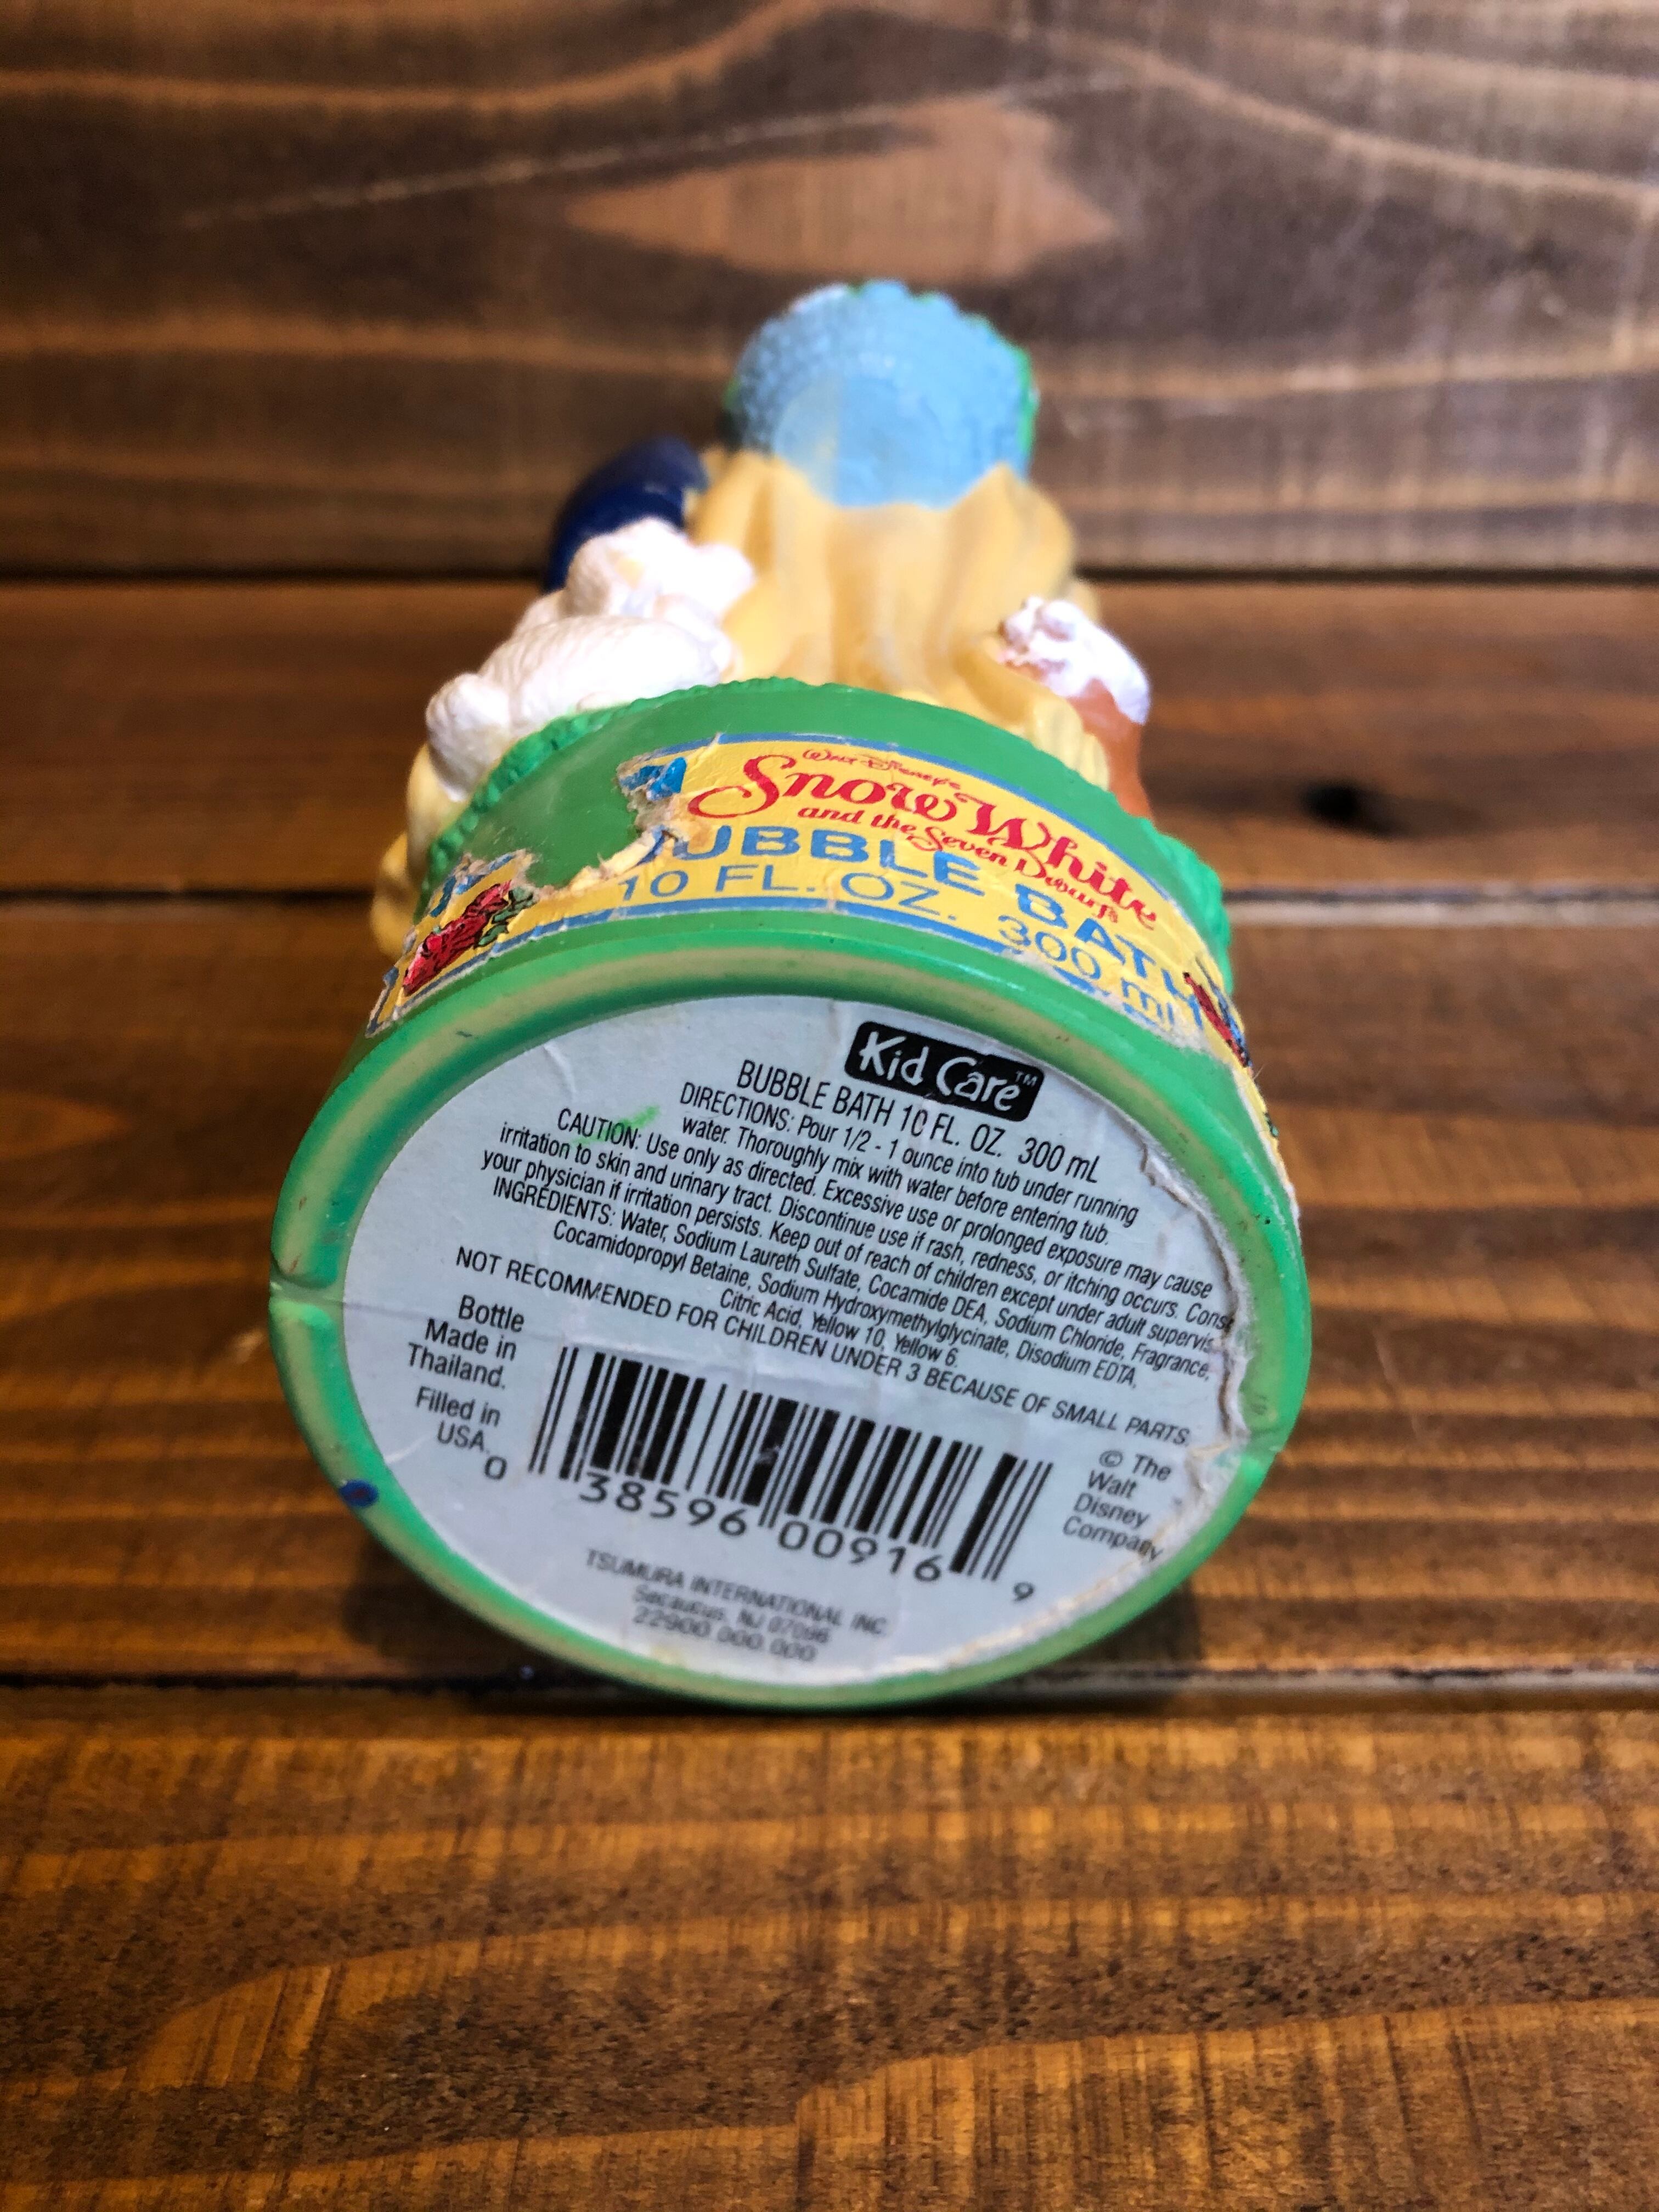 Walt Disney's
Snow White
and the Seven Dwarfs
BUBBLE BATH
10 FL. OZ. 300 mL
Kid Care™
BUBBLE BATH 10 FL. OZ. 300 mL
DIRECTIONS: Pour 1/2 - 1 ounce into tub under running
water. Thoroughly mix with water before entering tub.
CAUTION: Use only as directed. Excessive use or prolonged exposure may cause
irritation to skin and urinary tract. Discontinue use if rash, redness, or itching occurs.
your physician if irritation persists. Keep out of reach of children except under adult
INGREDIENTS: Water, Sodium Laureth Sulfate, Cocamide DEA, Sodium Chloride, Fragrance,
Cocamidopropyl Betaine, Sodium Hydroxymethylglycinate, Disodium EDTA,
Citric Acid, Yellow 10, Yellow 6.
NOT RECOMMENDED FOR CHILDREN UNDER 3 BECAUSE OF SMALL PARTS.
Bottle
Made in
Thailand.
Filled in
USA.
© The
Walt
Disney
Company
0 38596 00916 9
TSUMURA INTERNATIONAL INC.
Secaucus, NJ 07096
22900.000.000